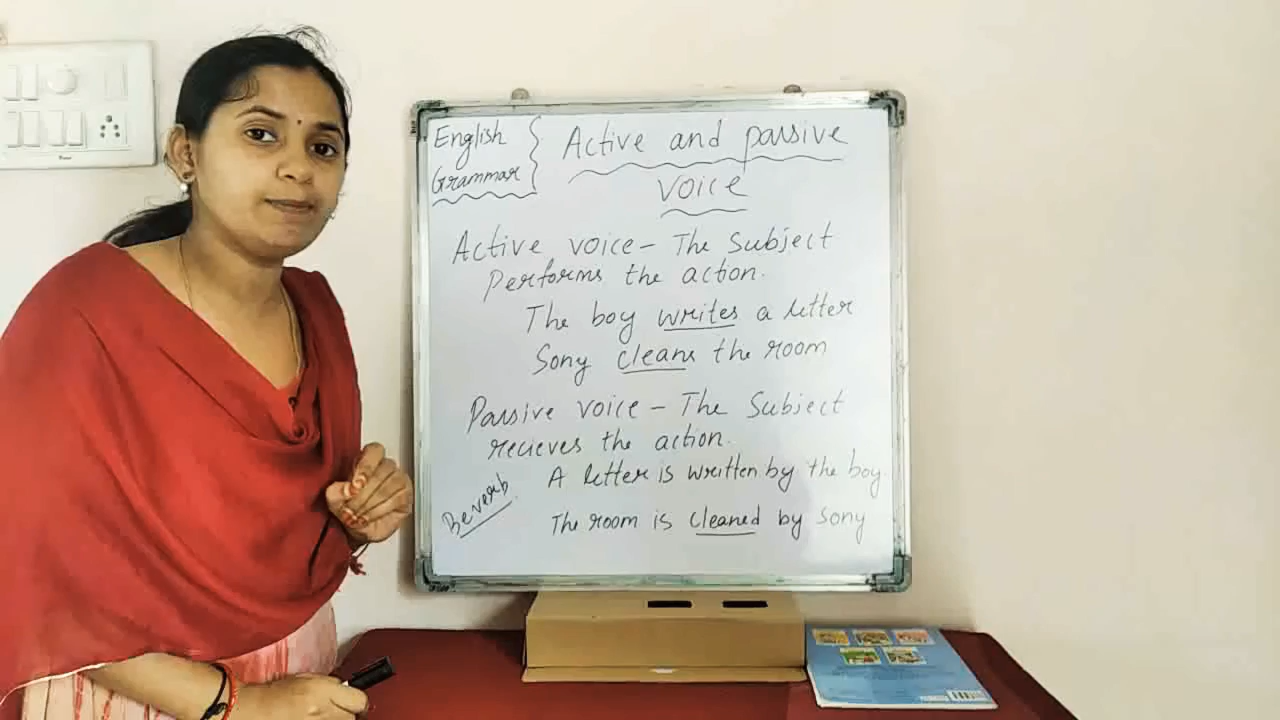 English
Grammar
Active and passive
voice
Active voice - The Subject
Performs the action.
The boy writes a letter
Sony cleans the room
Passive voice - The Subject
recieves the action.
A letter is written by the boy
Be verb
The room is cleaned by Sony